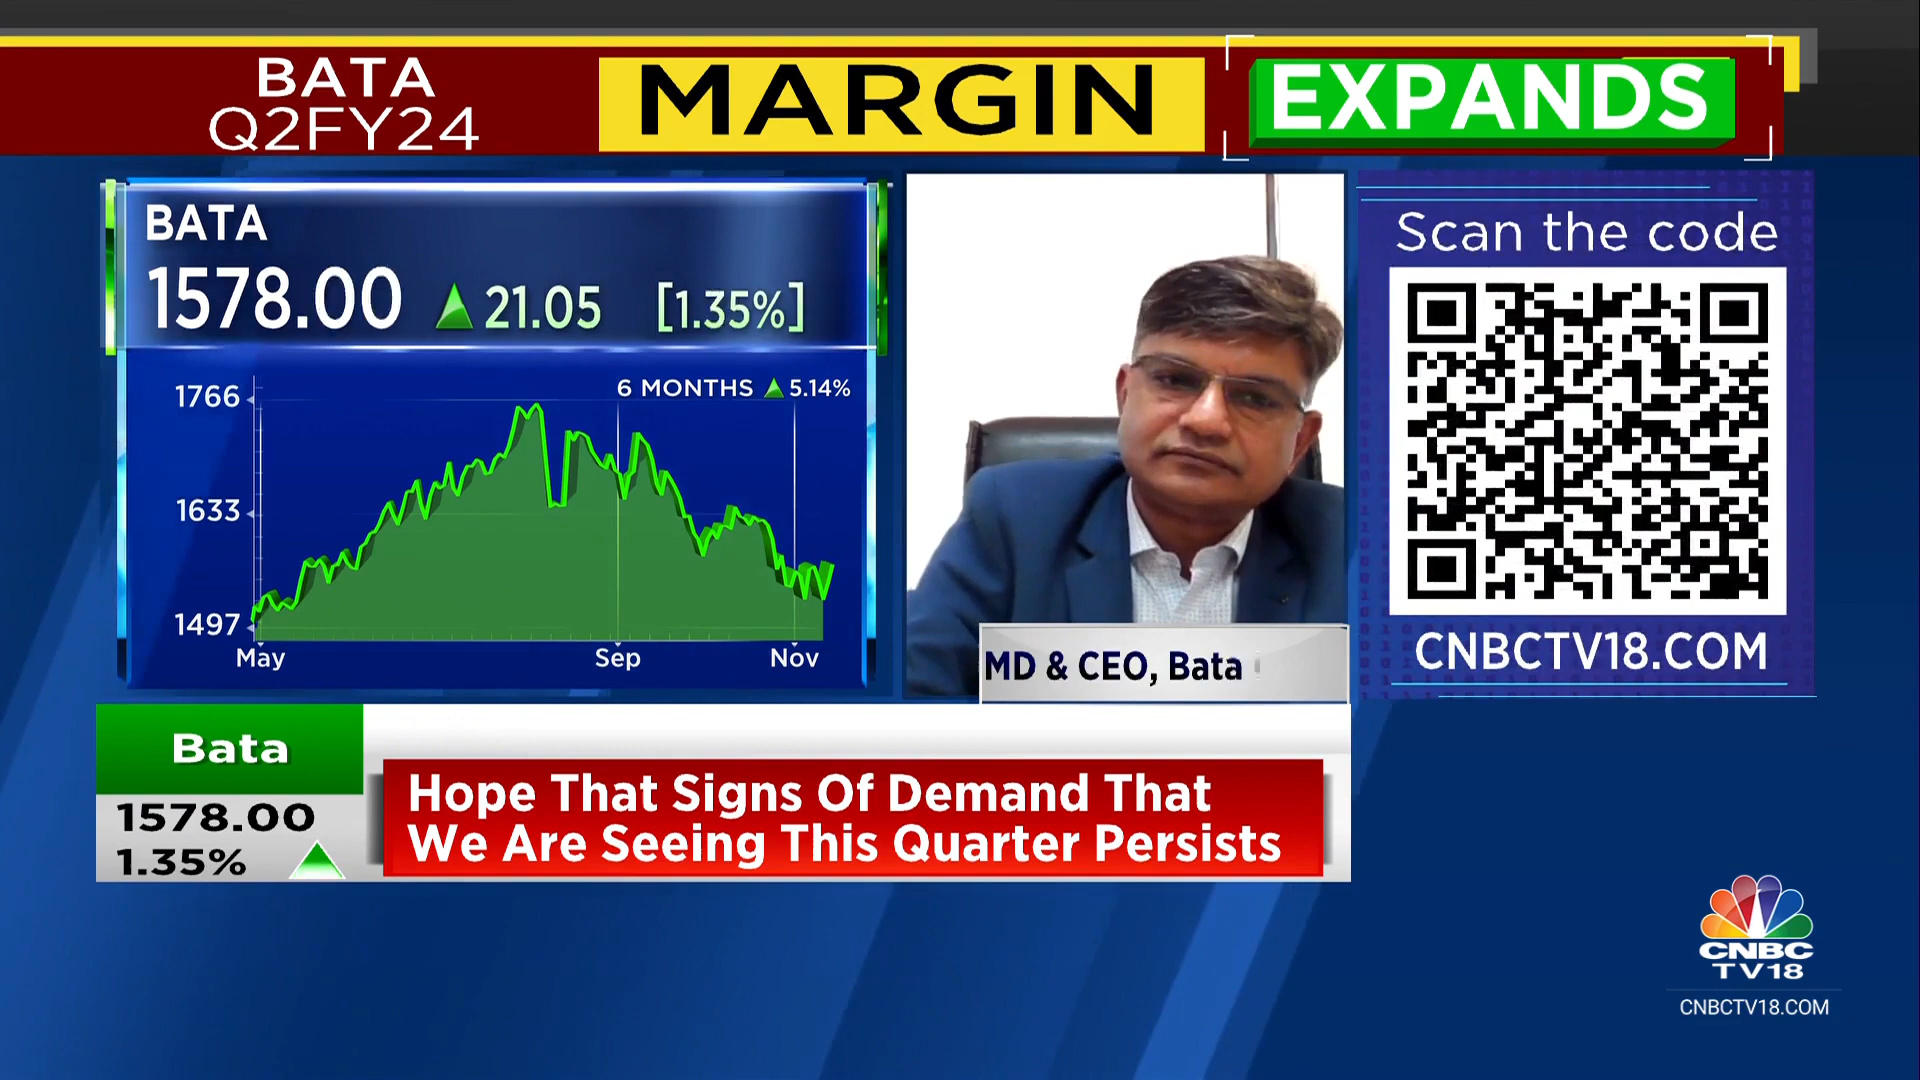 BATA
Q2FY24
MARGIN
EXPANDS
BATA
1578.00 ▲ 21.05 [1.35%]
6 MONTHS ▲ 5.14%
1766
1633
1497
May Sep Nov
MD & CEO, Bata
Scan the code
CNBCTV18.COM
Bata
1578.00
1.35%
Hope That Signs Of Demand That
We Are Seeing This Quarter Persists
CNBC
TV18
CNBCTV18.COM